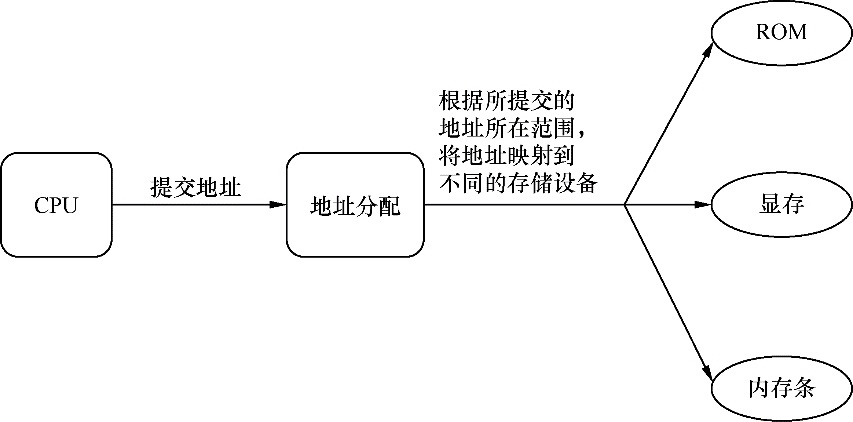 CPU
提交地址
地址分配
根据所提交的
地址所在范围，
将地址映射到
不同的存储设备
ROM
显存
内存条